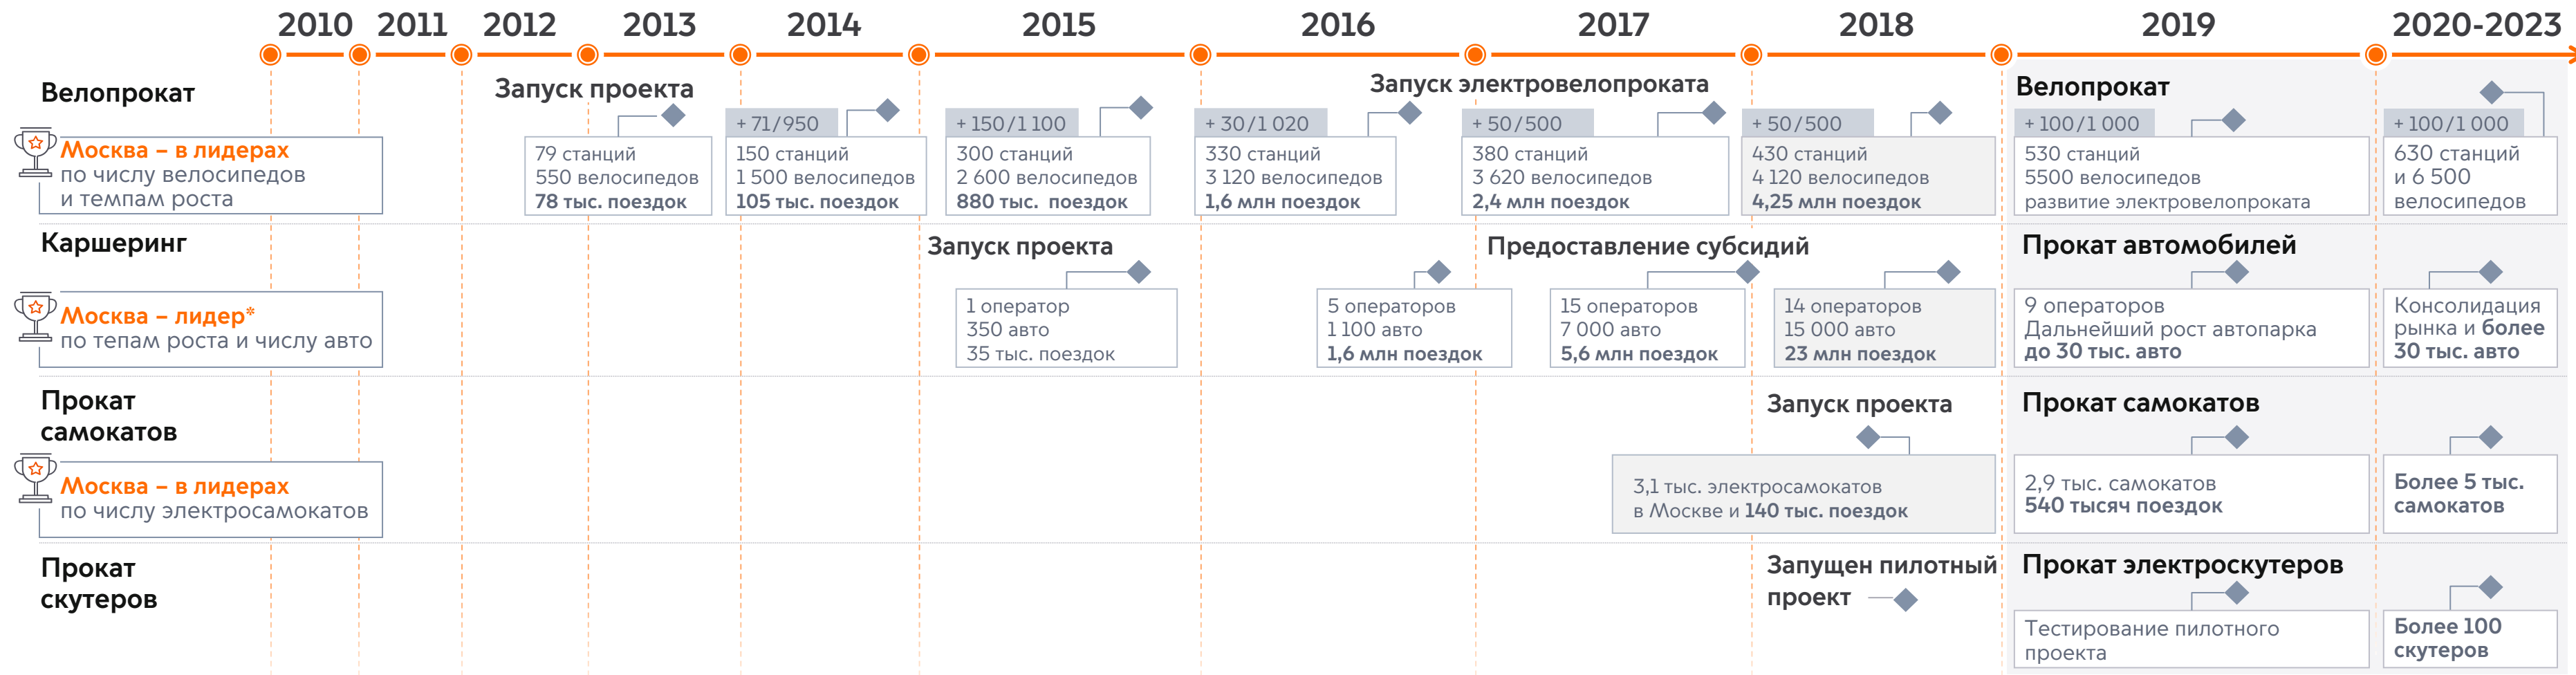 2010 2011 2012 2013 2014 2015 2016 2017 2018 2019 2020-2023
Велопрокат
Москва – в лидерах
по числу велосипедов
и темпам роста
Запуск проекта
79 станций
550 велосипедов
78 тыс. поездок
+ 71/950
150 станций
1 500 велосипедов
105 тыс. поездок
+ 150/1 100
300 станций
2 600 велосипедов
880 тыс. поездок
Запуск электровелопроката
+ 30/1 020
330 станций
3 120 велосипедов
1,6 млн поездок
+ 50/500
380 станций
3 620 велосипедов
2,4 млн поездок
+ 50/500
430 станций
4 120 велосипедов
4,25 млн поездок
Велопрокат
+ 100/1 000
530 станций
5500 велосипедов
развитие электровелопроката
+ 100/1 000
630 станций
и 6 500
велосипедов
Каршеринг
Москва – лидер*
по тепам роста и числу авто
Запуск проекта
1 оператор
350 авто
35 тыс. поездок
5 операторов
1 100 авто
1,6 млн поездок
Предоставление субсидий
15 операторов
7 000 авто
5,6 млн поездок
14 операторов
15 000 авто
23 млн поездок
Прокат автомобилей
9 операторов
Дальнейший рост автопарка
до 30 тыс. авто
Консолидация
рынка и более
30 тыс. авто
Прокат
самокатов
Москва – в лидерах
по числу электросамокатов
Запуск проекта
3,1 тыс. электросамокатов
в Москве и 140 тыс. поездок
Прокат самокатов
2,9 тыс. самокатов
540 тысяч поездок
Более 5 тыс.
самокатов
Прокат
скутеров
Запущен пилотный
проект
Прокат электроскутеров
Тестирование пилотного
проекта
Более 100
скутеров